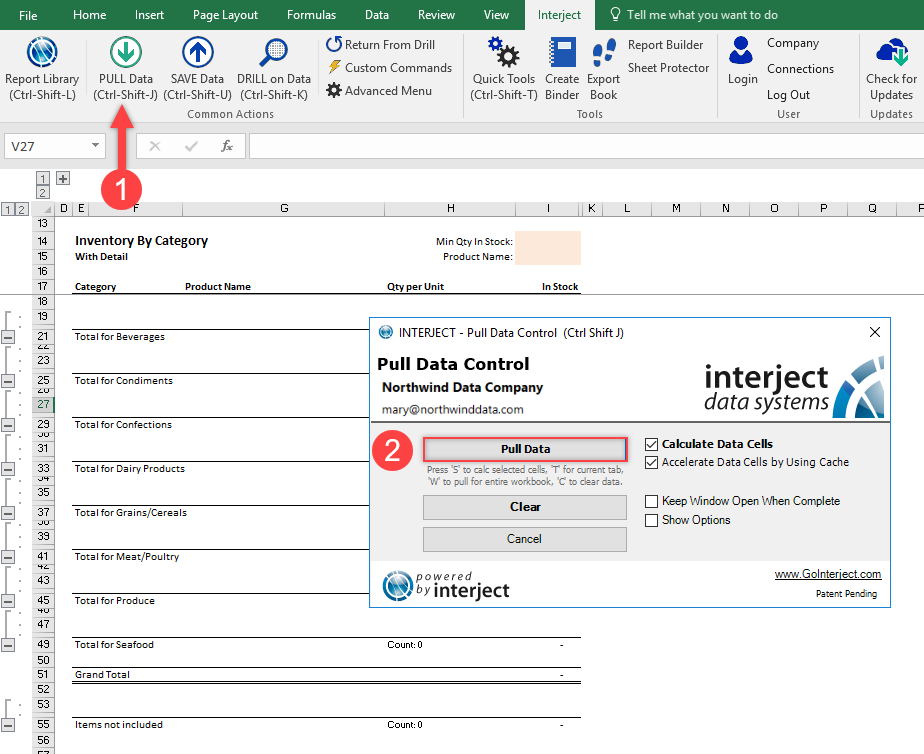 File Home Insert Page Layout Formulas Data Review View Interject Tell me what you want to do
Report Library
(Ctrl-Shift-L)
PULL Data
(Ctrl-Shift-J)
SAVE Data
(Ctrl-Shift-U)
DRILL on Data
(Ctrl-Shift-K)
Return From Drill
Custom Commands
Advanced Menu
Common Actions
Quick Tools
(Ctrl-Shift-T)
Create
Binder
Export
Book
Report Builder
Sheet Protector
Tools
Login
Company
Connections
Log Out
User
Check for
Updates
Updates
V27 fx
1
1
2
1 2 D E F G H I K L M N O P Q
13
14 Inventory By Category Min Qty In Stock:
15 With Detail Product Name:
16
17 Category Product Name Qty per Unit In Stock
18
19
21 Total for Beverages
22
23
25 Total for Condiments
26
27
29 Total for Confections
30
31
33 Total for Dairy Products
34
35
37 Total for Grains/Cereals
38
39
41 Total for Meat/Poultry
42
43
45 Total for Produce
46
47
49 Total for Seafood Count: 0 -
50
51 Grand Total -
52
53
55 Items not included Count: 0 -
56
57
INTERJECT - Pull Data Control (Ctrl Shift J)
Pull Data Control
Northwind Data Company
mary@northwinddata.com
interject
data systems
2
Pull Data
Press 'S' to calc selected cells, 'T' for current tab,
'W' to pull for entire workbook, 'C' to clear data.
Clear
Cancel
Calculate Data Cells
Accelerate Data Cells by Using Cache
Keep Window Open When Complete
Show Options
powered
by interject
www.GoInterject.com
Patent Pending